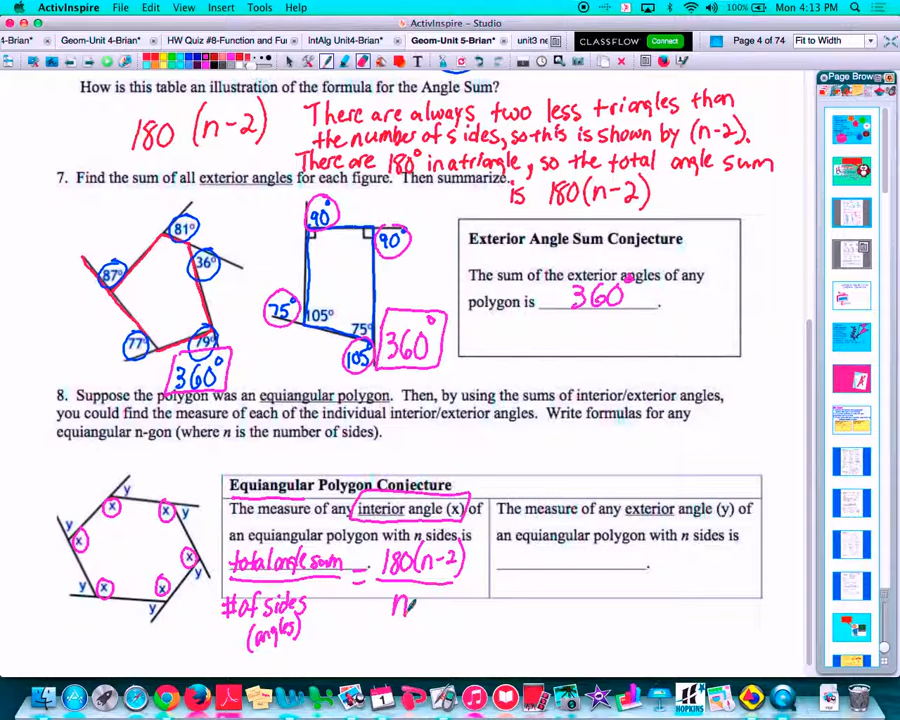 ActivInspire File Edit View Insert Tools Help 100% Mon 4:13 PM
ActivInspire - Studio
4-Brian* Geom-Unit 4-Brian* HW Quiz #8-Function and Fu IntAlg Unit 4-Brian* Geom-Unit 5-Brian* unit3 ne CLASSFLOW Connect Page 4 of 74 Fit to Width
Page Brow
How is this table an illustration of the formula for the Angle Sum?
180 (n-2)
There are always two less triangles than
the number of sides, so this is shown by (n-2).
There are 180° in a triangle, so the total angle sum
is 180(n-2)
7. Find the sum of all exterior angles for each figure. Then summarize.
81°
36°
87°
77°
79°
360°
90°
90°
75°
105°
75°
105°
360°
Exterior Angle Sum Conjecture
The sum of the exterior angles of any
polygon is 360°.
8. Suppose the polygon was an equiangular polygon. Then, by using the sums of interior/exterior angles,
you could find the measure of each of the individual interior/exterior angles. Write formulas for any
equiangular n-gon (where n is the number of sides).
y
x
x
y
y
x
x
y
y
x
x
y
Equiangular Polygon Conjecture
The measure of any interior angle (x) of
an equiangular polygon with n sides is
total angle sum = 180(n-2)
# of sides n
(angles)
The measure of any exterior angle (y) of
an equiangular polygon with n sides is
HOPKINS